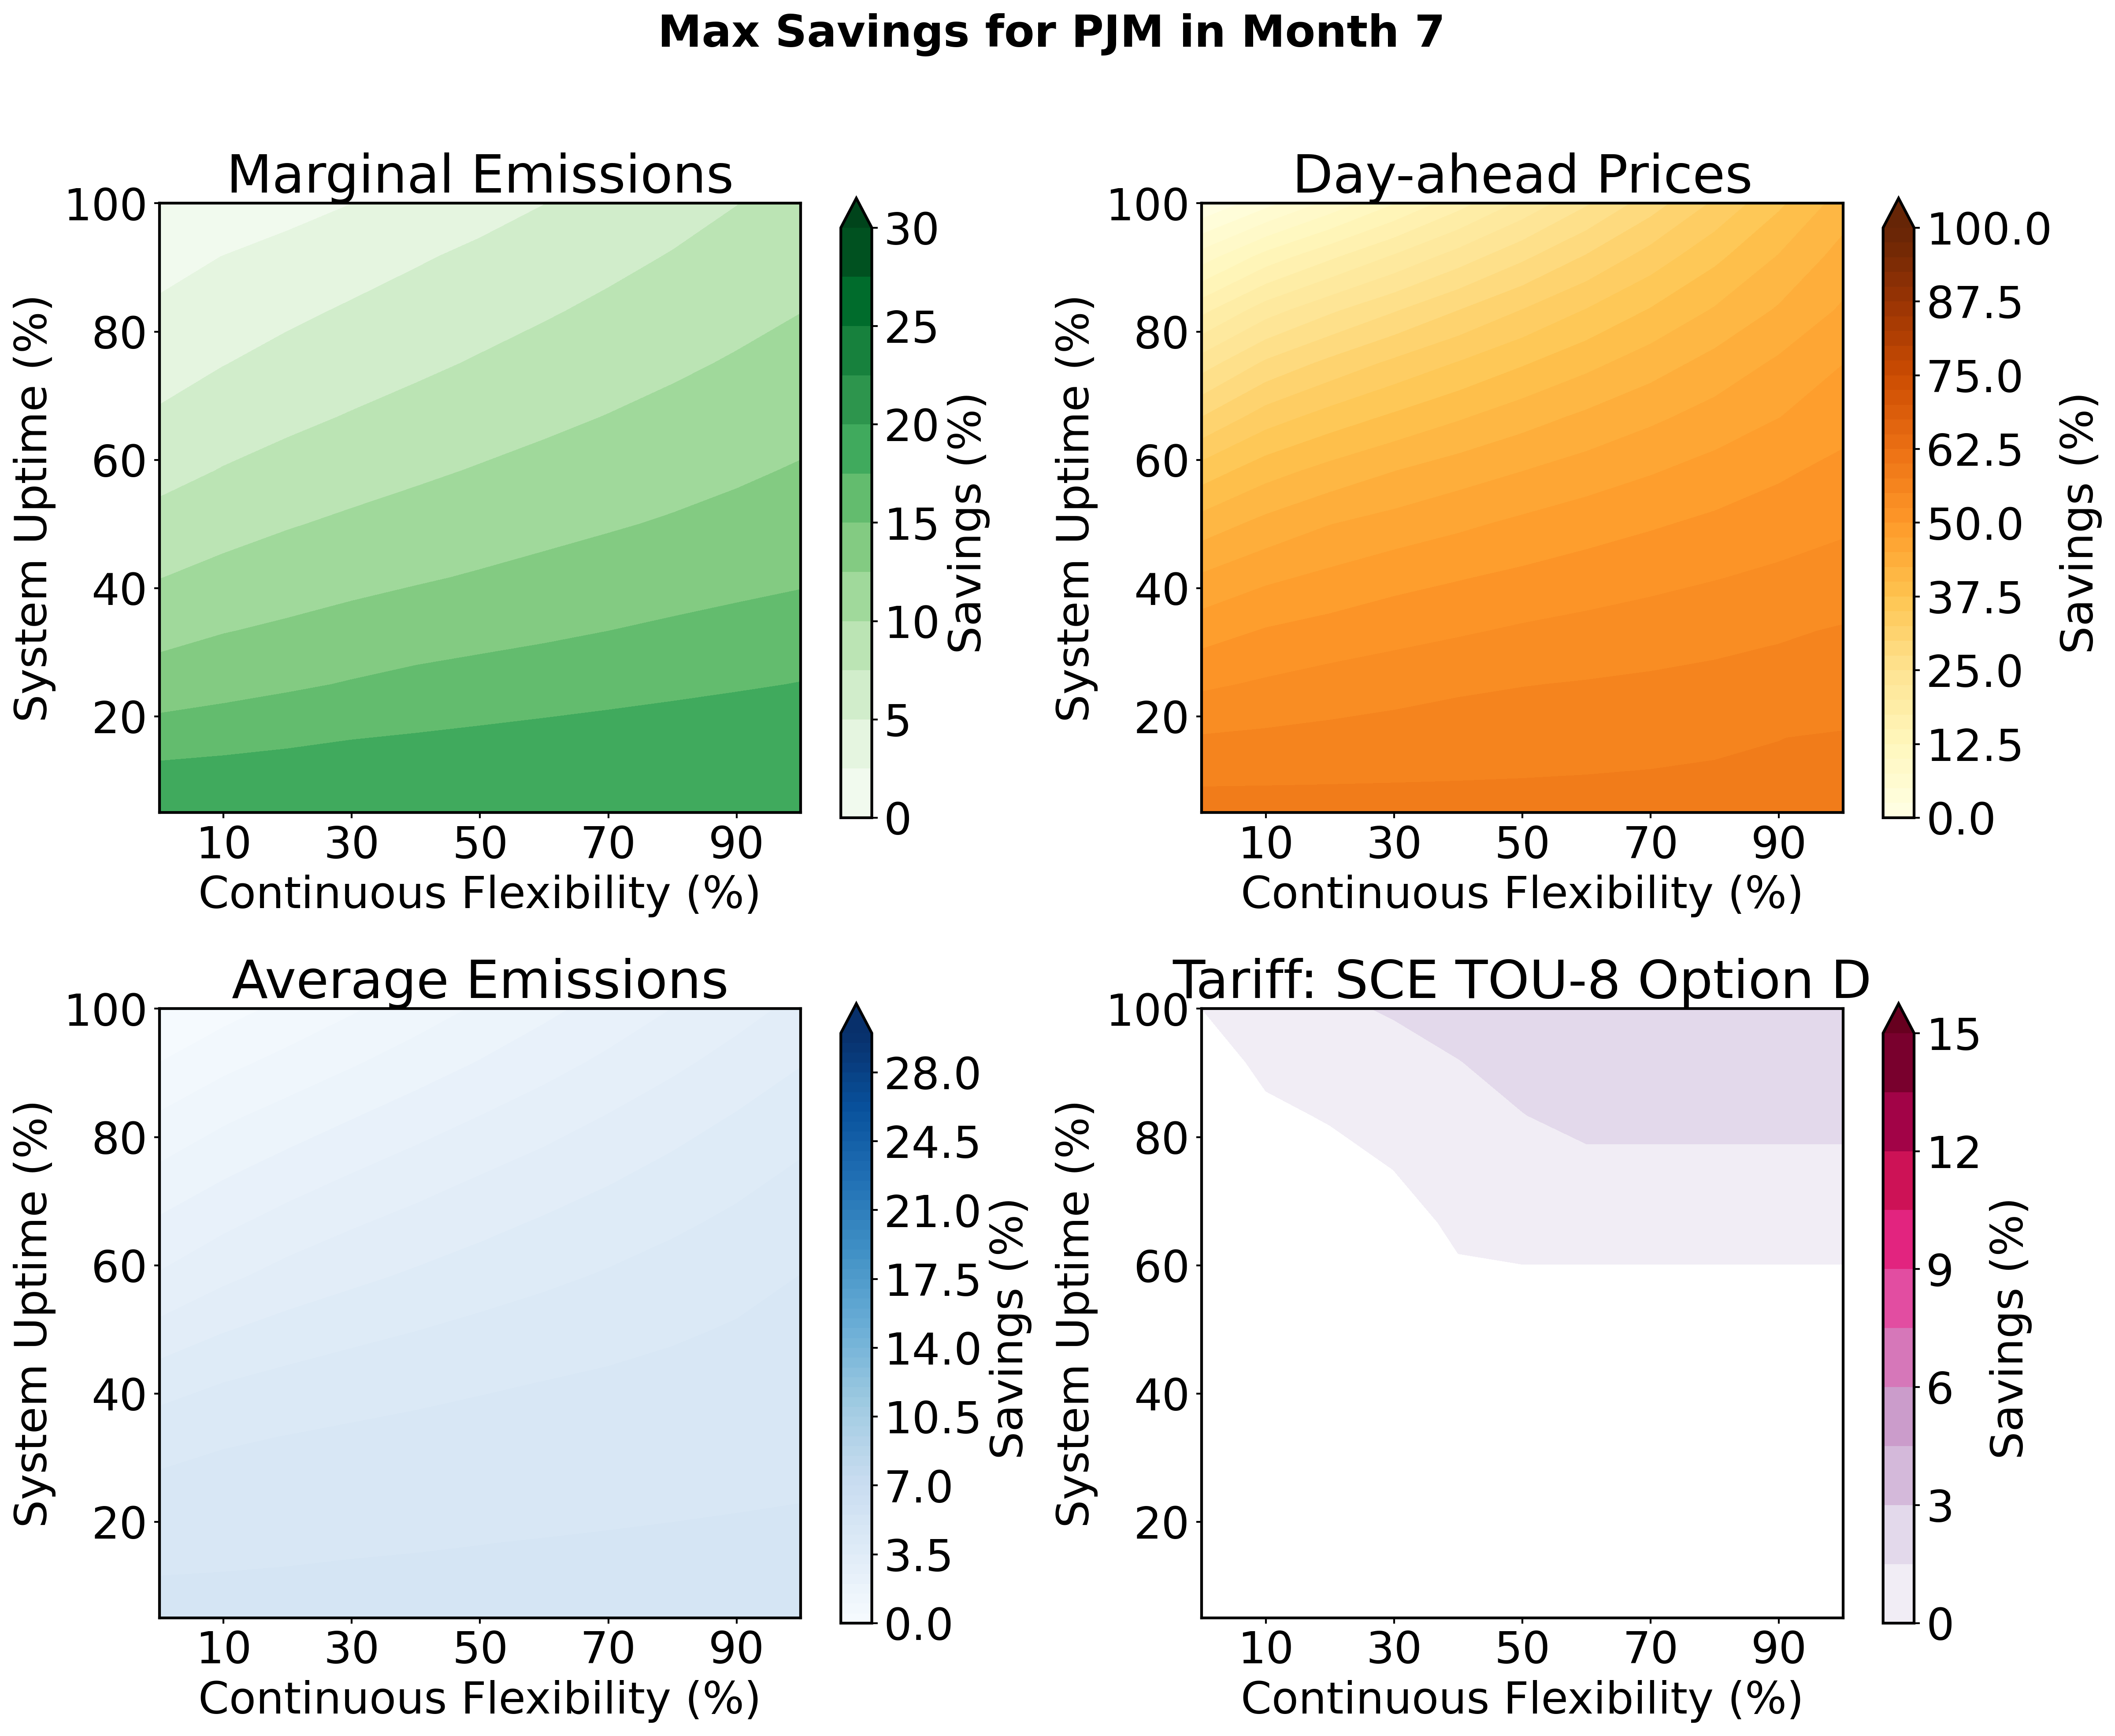 Max Savings for PJM in Month 7
Marginal Emissions
100
80
60
40
20
System Uptime (%)
10 30 50 70 90
Continuous Flexibility (%)
30
25
20
15
10
5
0
Savings (%)
Day-ahead Prices
100
80
60
40
20
System Uptime (%)
10 30 50 70 90
Continuous Flexibility (%)
100.0
87.5
75.0
62.5
50.0
37.5
25.0
12.5
0.0
Savings (%)
Average Emissions
100
80
60
40
20
System Uptime (%)
10 30 50 70 90
Continuous Flexibility (%)
28.0
24.5
21.0
17.5
14.0
10.5
7.0
3.5
0.0
Savings (%)
Tariff: SCE TOU-8 Option D
100
80
60
40
20
System Uptime (%)
10 30 50 70 90
Continuous Flexibility (%)
15
12
9
6
3
0
Savings (%)